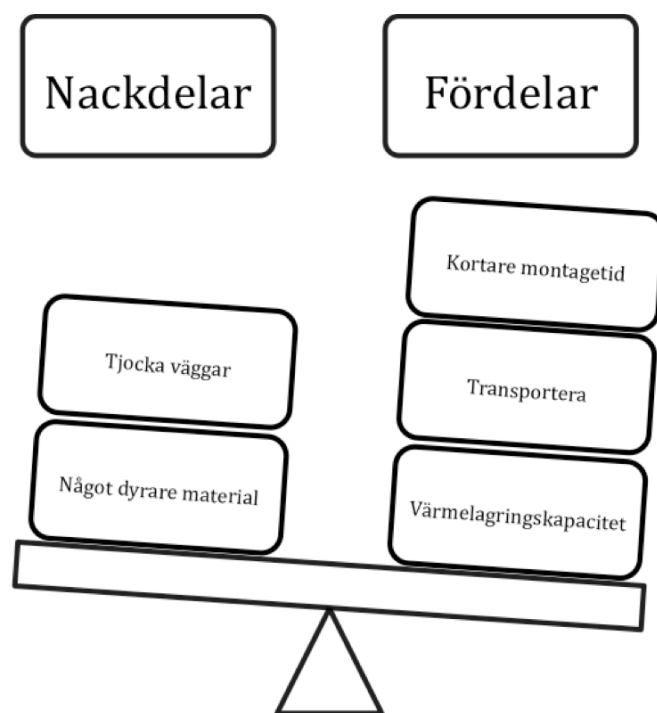 Nackdelar
Fördelar
Tjocka väggar
Något dyrare material
Kortare montagetid
Transportera
Värmelagringskapacitet